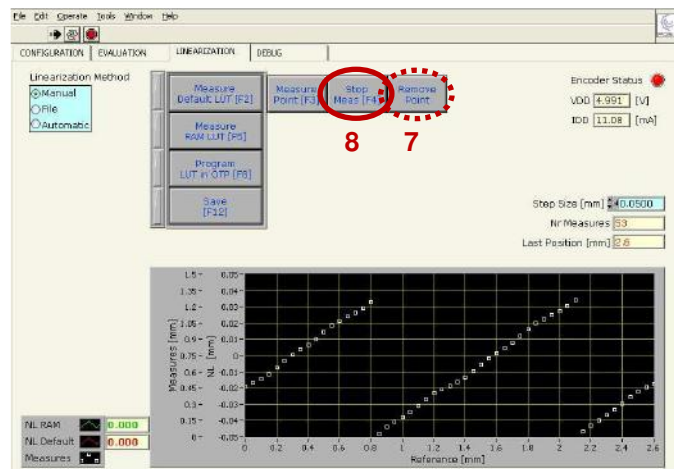 File Edit Operate Tools Window Help
CONFIGURATION EVALUATION LINEARIZATION DEBUG
Linearization Method
Manual
File
Automatic
Measure
Default LUT [F2]
Measure
Point [F3]
Stop
Meas [F4]
Remove
Point
8 7
Measure
RAM LUT [F5]
Program
LUT in OTP [F6]
Save
[F12]
Encoder Status
VDD 4.991 [V]
IDD 11.08 [mA]
Step Size [mm] 0.0500
Nr Measures 53
Last Position [mm] 2.6
Measures [mm]
1.5
1.35
1.2
1.05
0.9
0.75
0.6
0.45
0.3
0.15
0
NL [mm]
0.05
0.04
0.03
0.02
0.01
0
-0.01
-0.02
-0.03
-0.04
-0.05
0 0.2 0.4 0.6 0.8 1 1.2 1.4 1.6 1.8 2 2.2 2.4 2.6
Reference [mm]
NL RAM 0.000
NL Default 0.000
Measures